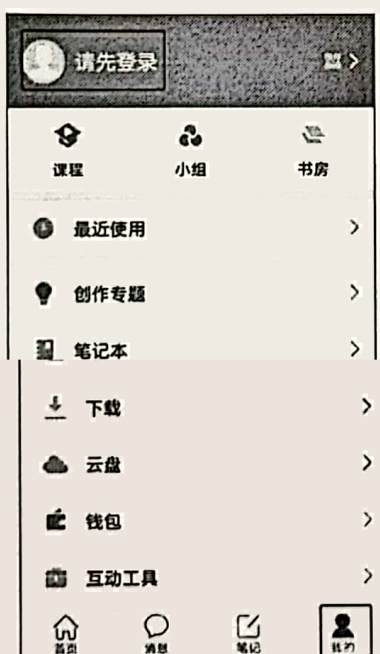 请先登录
课程 小组 书房
最近使用
创作专题
笔记本
下载
云盘
钱包
互动工具
首页 消息 笔记 我的